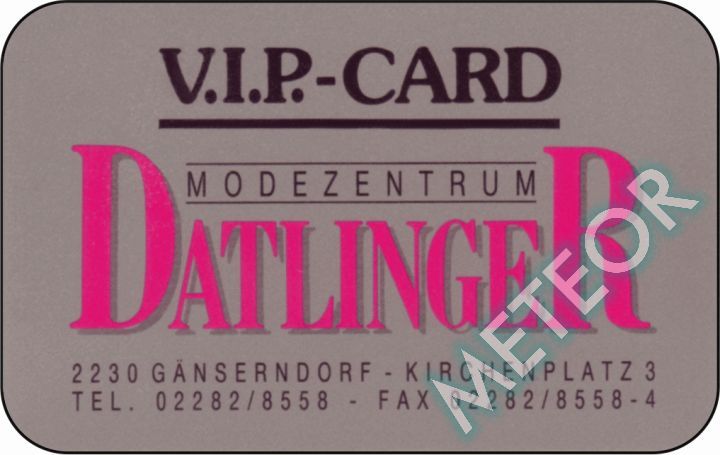 V.I.P.-CARD
MODEZENTRUM
DATLINGER
2230 GÄNSERNDORF - KIRCHENPLATZ 3
TEL. 02282/8558 - FAX 02282/8558-4
METEOR